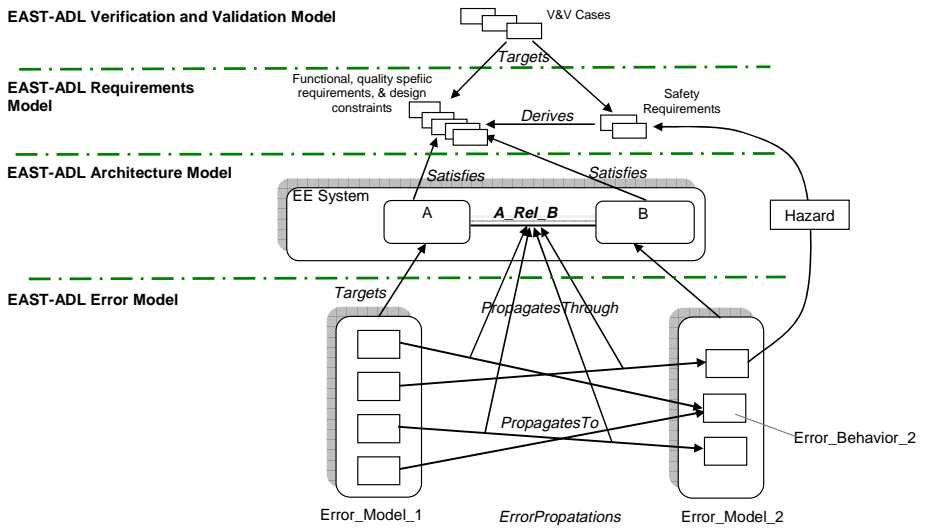 EAST-ADL Verification and Validation Model
V&V Cases
Targets
EAST-ADL Requirements
Model
Functional, quality spefiic
requirements, & design
constraints
Derives
Safety
Requirements
EAST-ADL Architecture Model
Satisfies
Satisfies
EE System
A
A_Rel_B
B
Hazard
EAST-ADL Error Model
Targets
PropagatesThrough
PropagatesTo
Error_Behavior_2
Error_Model_1
ErrorPropatations
Error_Model_2